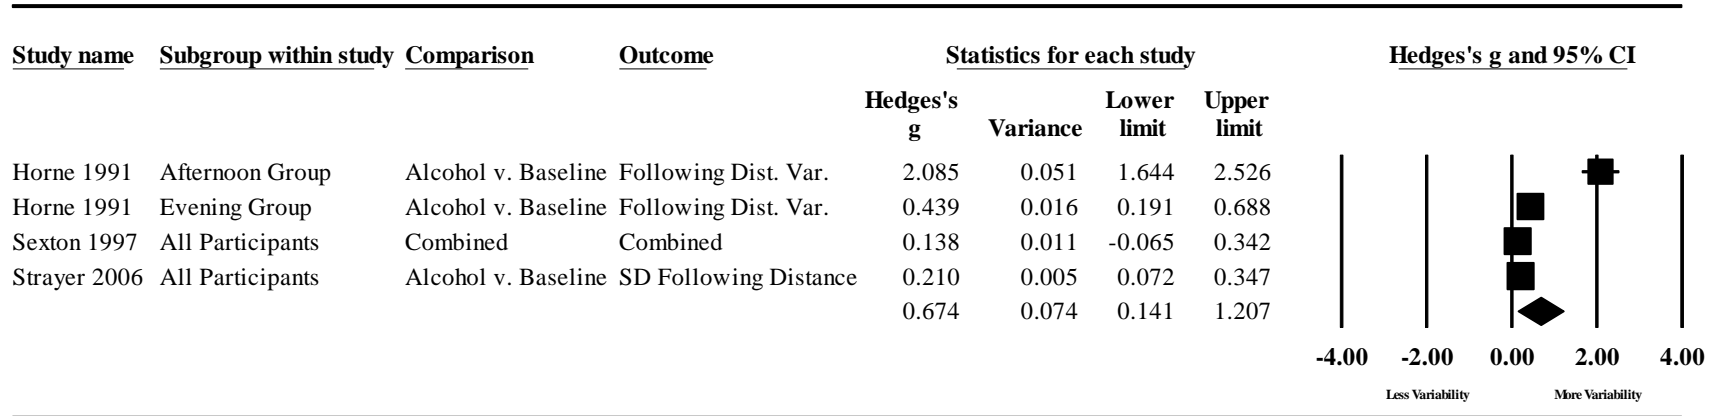 Study name Subgroup within study Comparison Outcome Statistics for each study Hedges's g and 95% CI
Hedges's Lower Upper
g Variance limit limit
Horne 1991 Afternoon Group Alcohol v. Baseline Following Dist. Var. 2.085 0.051 1.644 2.526
Horne 1991 Evening Group Alcohol v. Baseline Following Dist. Var. 0.439 0.016 0.191 0.688
Sexton 1997 All Participants Combined Combined 0.138 0.011 -0.065 0.342
Strayer 2006 All Participants Alcohol v. Baseline SD Following Distance 0.210 0.005 0.072 0.347
0.674 0.074 0.141 1.207
-4.00 -2.00 0.00 2.00 4.00
Less Variability More Variability